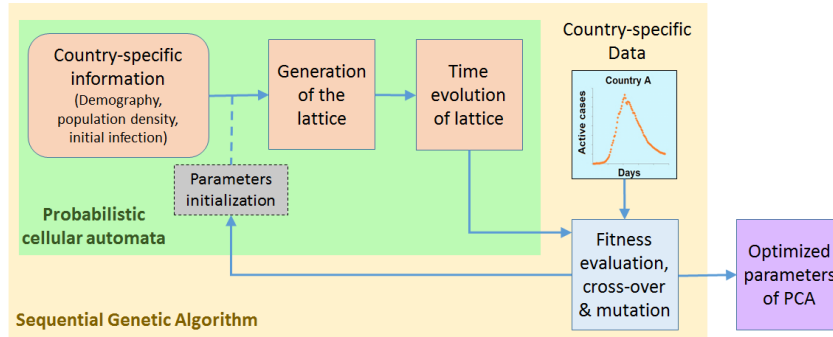 Country-specific
information
(Demography,
population density,
initial infection)
Generation
of the
lattice
Time
evolution
of lattice
Country-specific
Data
Country A
Active cases
Days
Parameters
initialization
Probabilistic
cellular automata
Fitness
evaluation,
cross-over
& mutation
Optimized
parameters
of PCA
Sequential Genetic Algorithm